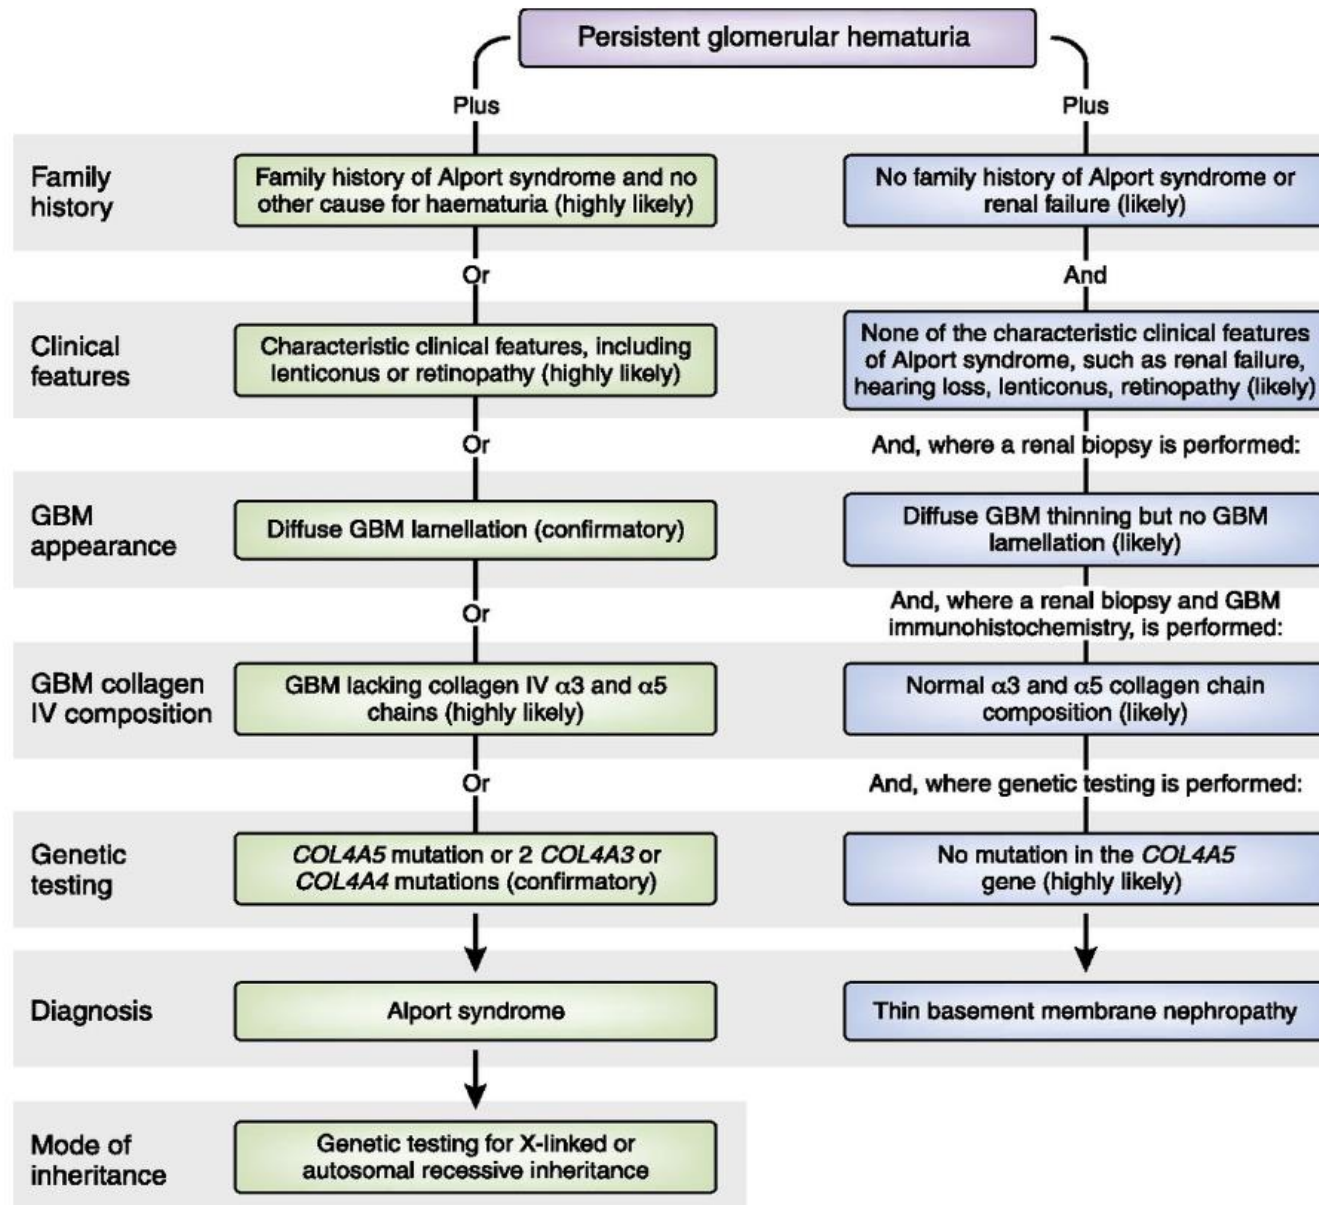 Persistent glomerular hematuria
Plus
Plus
Family
history
Family history of Alport syndrome and no
other cause for haematuria (highly likely)
No family history of Alport syndrome or
renal failure (likely)
Or
And
Clinical
features
Characteristic clinical features, including
lenticonus or retinopathy (highly likely)
None of the characteristic clinical features
of Alport syndrome, such as renal failure,
hearing loss, lenticonus, retinopathy (likely)
Or
And, where a renal biopsy is performed:
GBM
appearance
Diffuse GBM lamellation (confirmatory)
Diffuse GBM thinning but no GBM
lamellation (likely)
Or
And, where a renal biopsy and GBM
immunohistochemistry, is performed:
GBM collagen
IV composition
GBM lacking collagen IV α3 and α5
chains (highly likely)
Normal α3 and α5 collagen chain
composition (likely)
Or
And, where genetic testing is performed:
Genetic
testing
COL4A5 mutation or 2 COL4A3 or
COL4A4 mutations (confirmatory)
No mutation in the COL4A5
gene (highly likely)
Diagnosis
Alport syndrome
Thin basement membrane nephropathy
Mode of
inheritance
Genetic testing for X-linked or
autosomal recessive inheritance